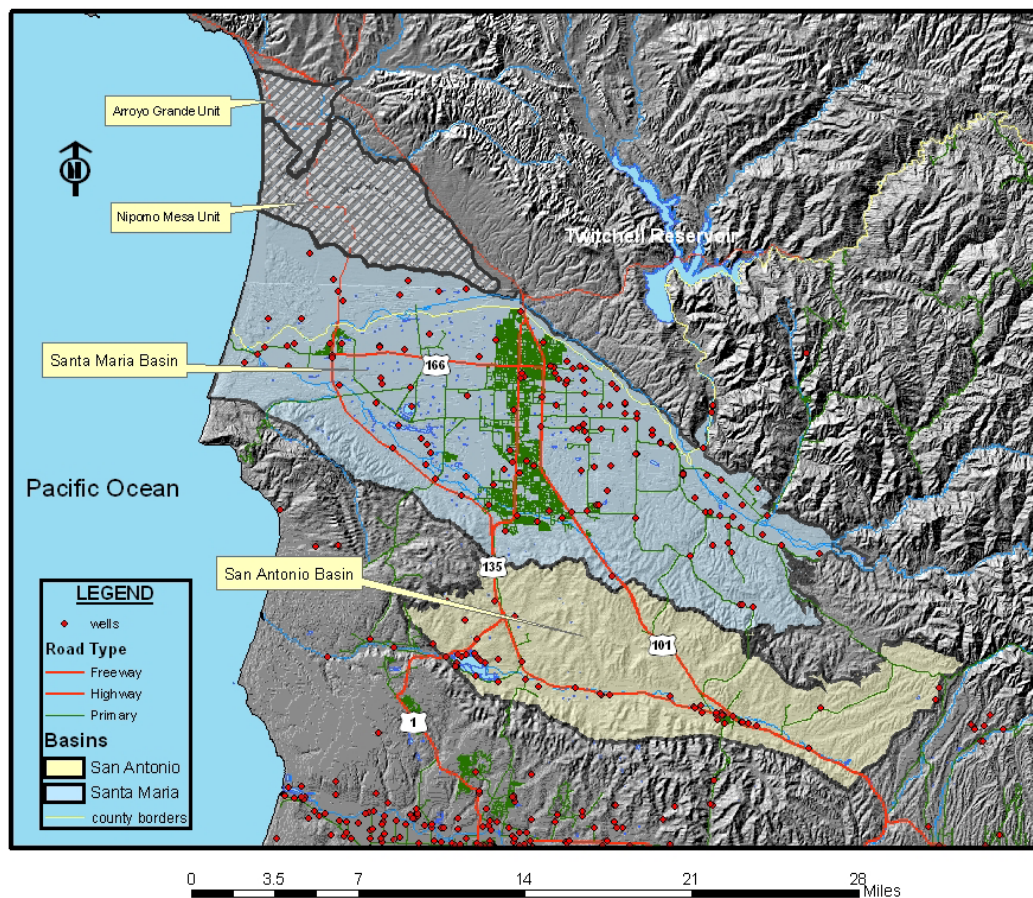 Arroyo Grande Unit
N
Nipomo Mesa Unit
Twitchell Reservoir
Santa Maria Basin
166
Pacific Ocean
San Antonio Basin
135
101
1
LEGEND
wells
Road Type
Freeway
Highway
Primary
Basins
San Antonio
Santa Maria
county borders
0 3.5 7 14 21 28
Miles